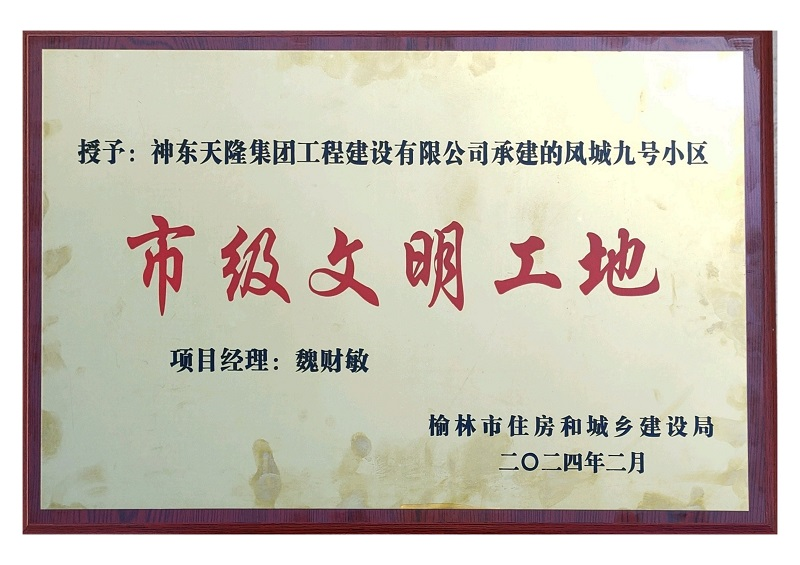 授予：神东天隆集团工程建设有限公司承建的凤城九号小区
市级文明工地
项目经理：魏财敏
榆林市住房和城乡建设局
二〇二四年二月